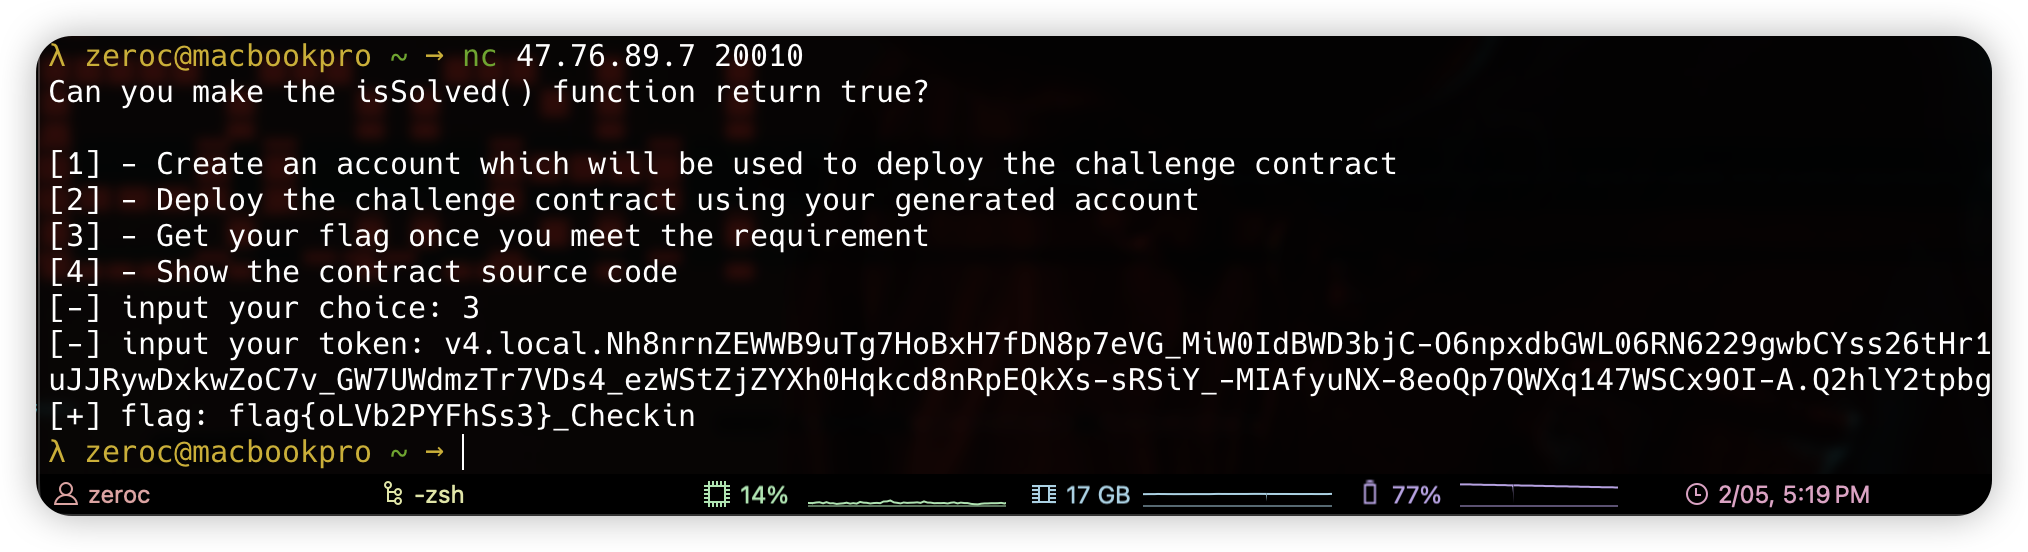 λ zeroc@macbookpro ~ → nc 47.76.89.7 20010
Can you make the isSolved() function return true?
[1] - Create an account which will be used to deploy the challenge contract
[2] - Deploy the challenge contract using your generated account
[3] - Get your flag once you meet the requirement
[4] - Show the contract source code
[-] input your choice: 3
[-] input your token: v4.local.Nh8nrnZEWWB9uTg7HoBxH7fDN8p7eVG_MiW0IdBWD3bjC-O6npxdbGWL06RN6229gwbCYss26tHr1
uJJRywDxkwZoC7v_GW7UWdmzTr7VDs4_ezWStZjZYXh0Hqkcd8nRpEQkXs-sRSiY_-MIAfyuNX-8eoQp7QWXq147WSCx9OI-A.Q2hlY2tpbg
[+] flag: flag{oLVb2PYFhSs3}_Checkin
λ zeroc@macbookpro ~ →
zeroc -zsh 14% 17 GB 77% 2/05, 5:19 PM